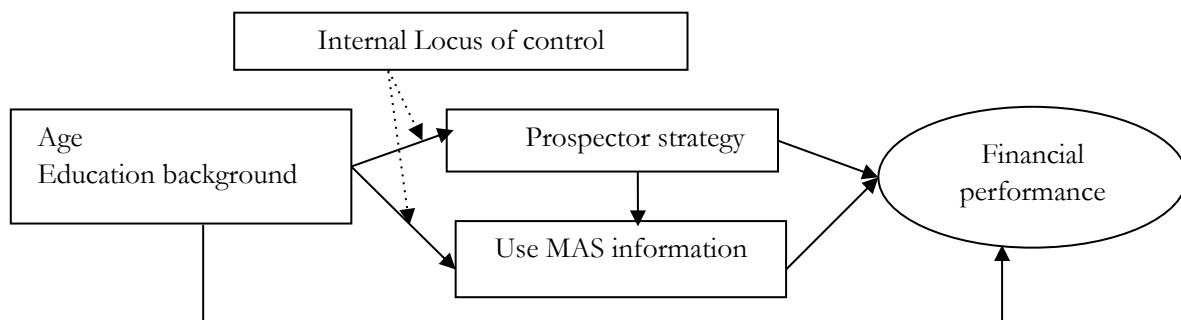 Internal Locus of control
Age
Education background
Prospector strategy
Use MAS information
Financial
performance